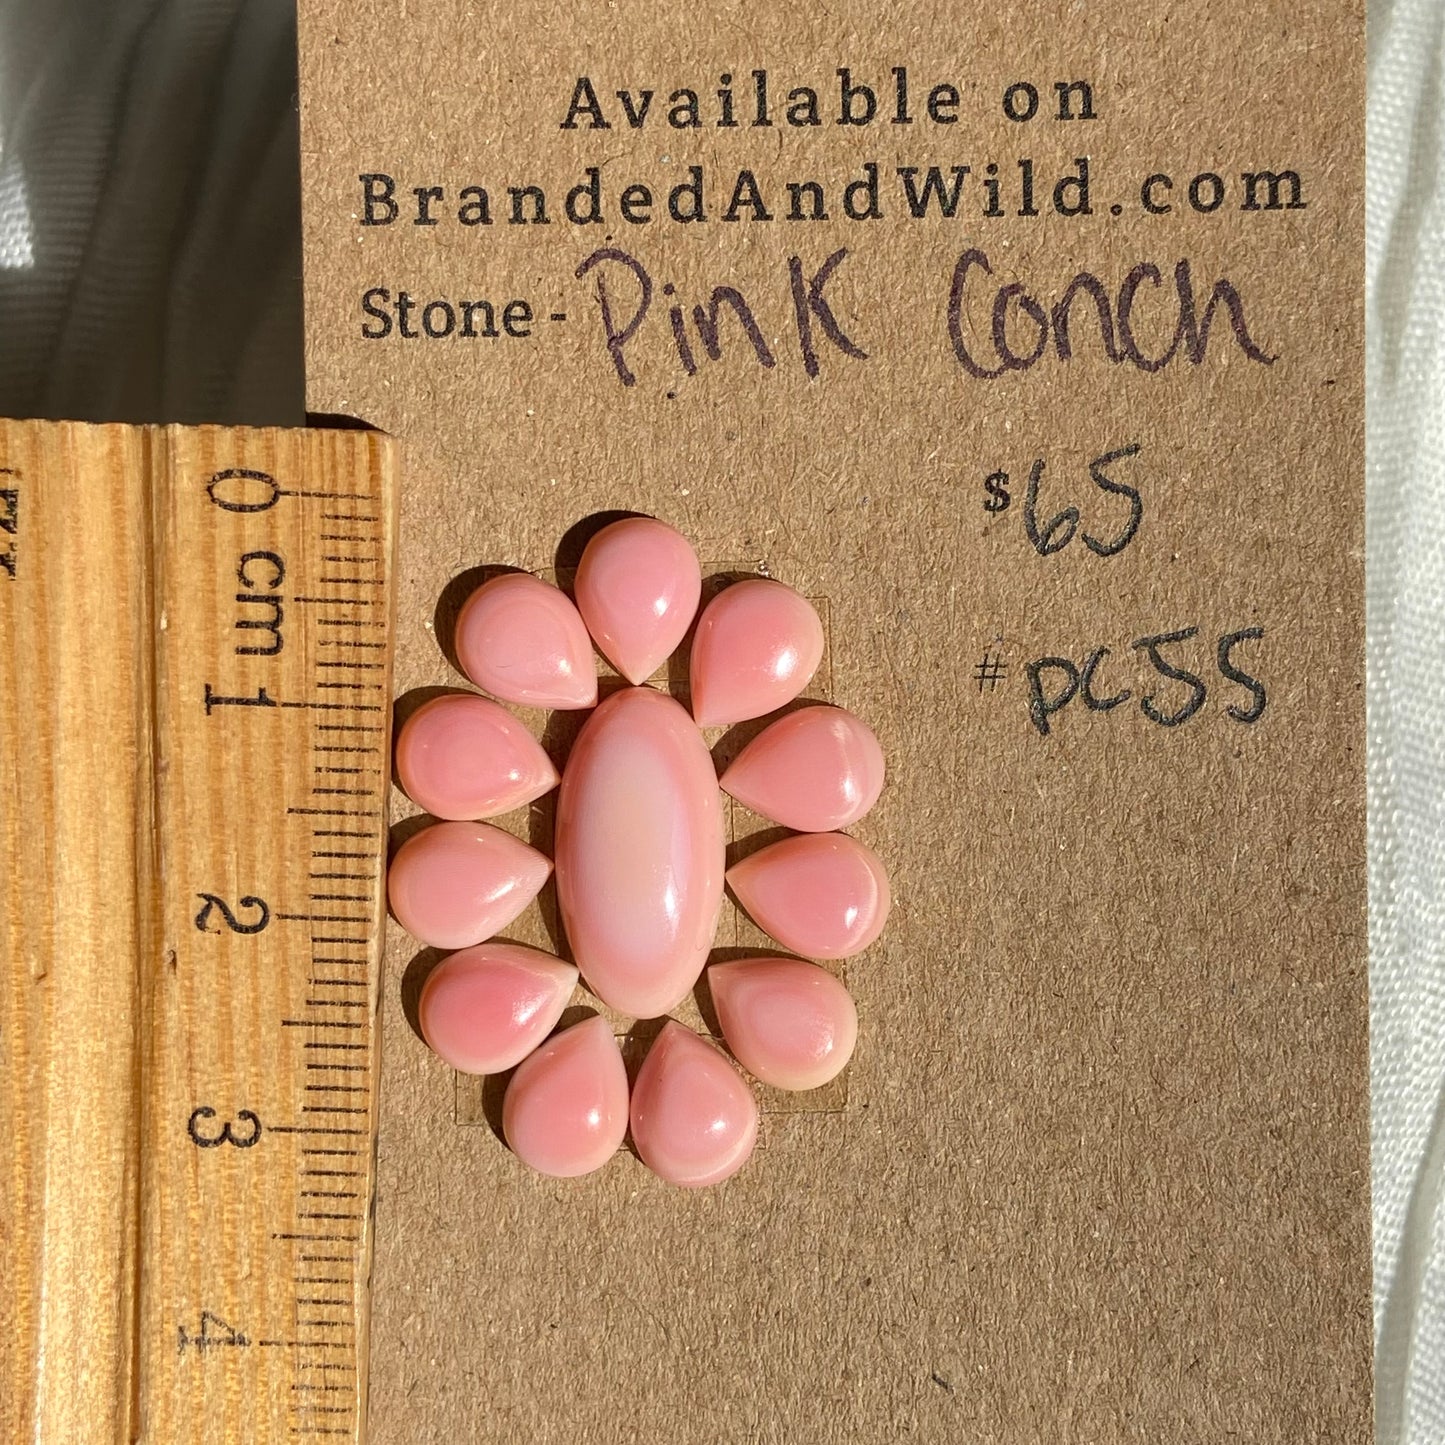 Available on
BrandedAndWild.com
Stone - Pink Conch
$65
# pc55
0 cm 1 2 3 4